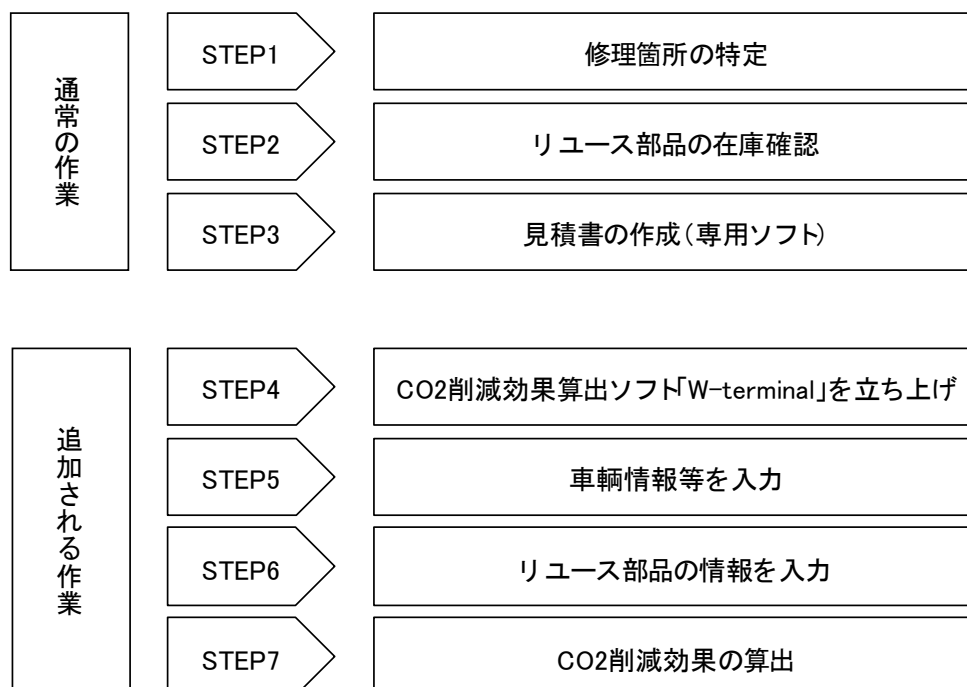 通常の作業
STEP1
修理箇所の特定
STEP2
リユース部品の在庫確認
STEP3
見積書の作成(専用ソフト)
追加される作業
STEP4
CO2削減効果算出ソフト「W-terminal」を立ち上げ
STEP5
車輌情報等を入力
STEP6
リユース部品の情報を入力
STEP7
CO2削減効果の算出